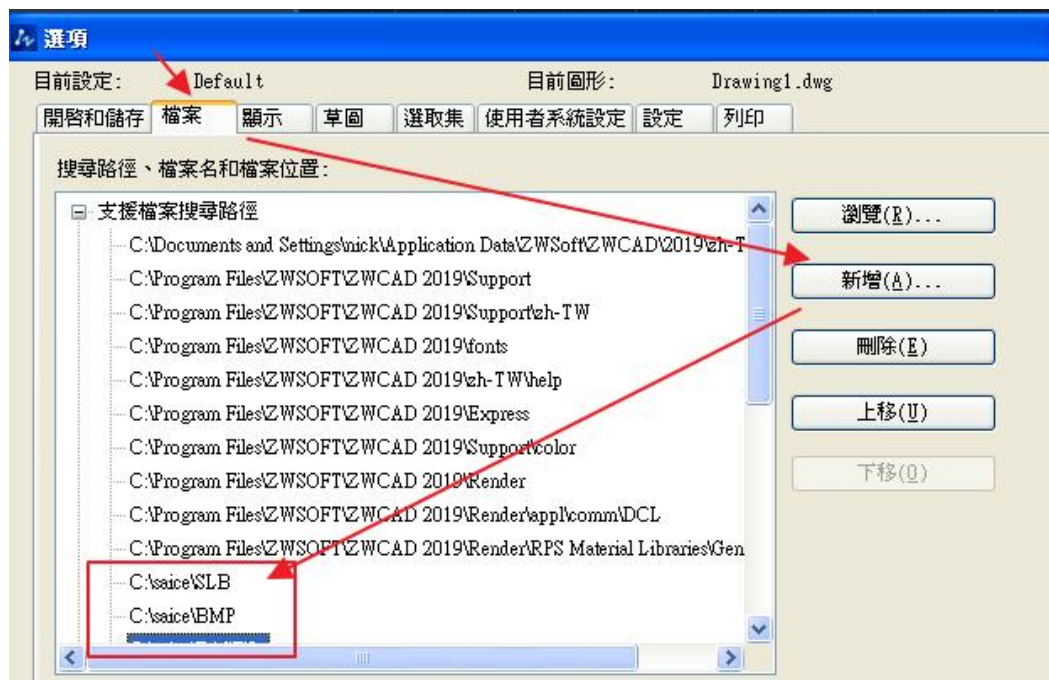 選項
目前設定: Default 目前圖形: Drawing1.dwg
開啓和儲存 檔案 顯示 草圖 選取集 使用者系統設定 設定 列印
搜尋路徑、檔案名和檔案位置:
支援檔案搜尋路徑
C:\Documents and Settings\nick\Application Data\ZWSoft\ZWCAD\2019\zh-T
C:\Program Files\ZWSOFT\ZWCAD 2019\Support
C:\Program Files\ZWSOFT\ZWCAD 2019\Support\zh-TW
C:\Program Files\ZWSOFT\ZWCAD 2019\fonts
C:\Program Files\ZWSOFT\ZWCAD 2019\zh-TW\help
C:\Program Files\ZWSOFT\ZWCAD 2019\Express
C:\Program Files\ZWSOFT\ZWCAD 2019\Support\color
C:\Program Files\ZWSOFT\ZWCAD 2019\Render
C:\Program Files\ZWSOFT\ZWCAD 2019\Render\appl\comm\DCL
C:\Program Files\ZWSOFT\ZWCAD 2019\Render\RPS Material Libraries\Gen
C:\saice\SLB
C:\saice\BMP
瀏覽(R)...
新增(A)...
刪除(E)
上移(U)
下移(O)